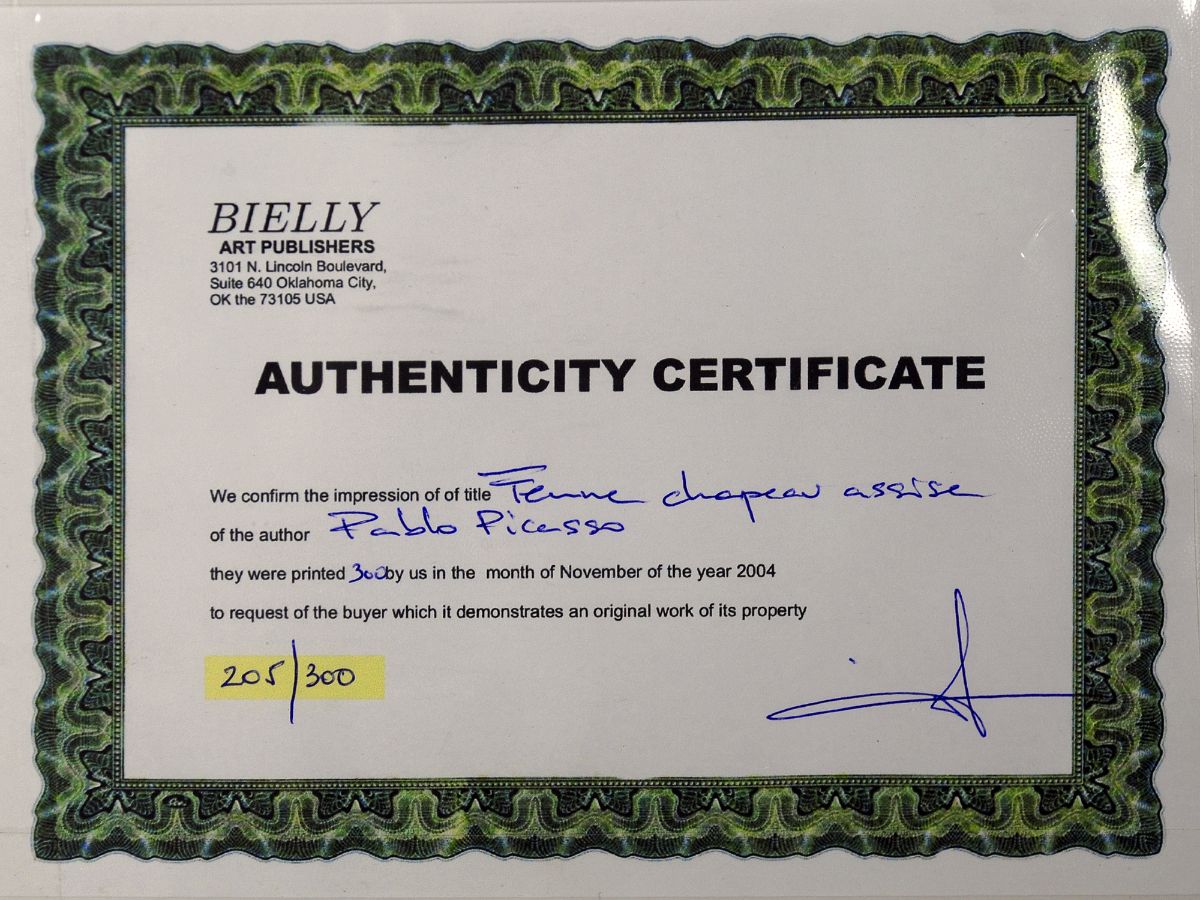 BIELLY
ART PUBLISHERS
3101 N. Lincoln Boulevard,
Suite 640 Oklahoma City,
OK the 73105 USA
AUTHENTICITY CERTIFICATE
We confirm the impression of of title Femme chapeau assise
of the author Pablo Picasso
they were printed 300 by us in the month of November of the year 2004
to request of the buyer which it demonstrates an original work of its property
205/300